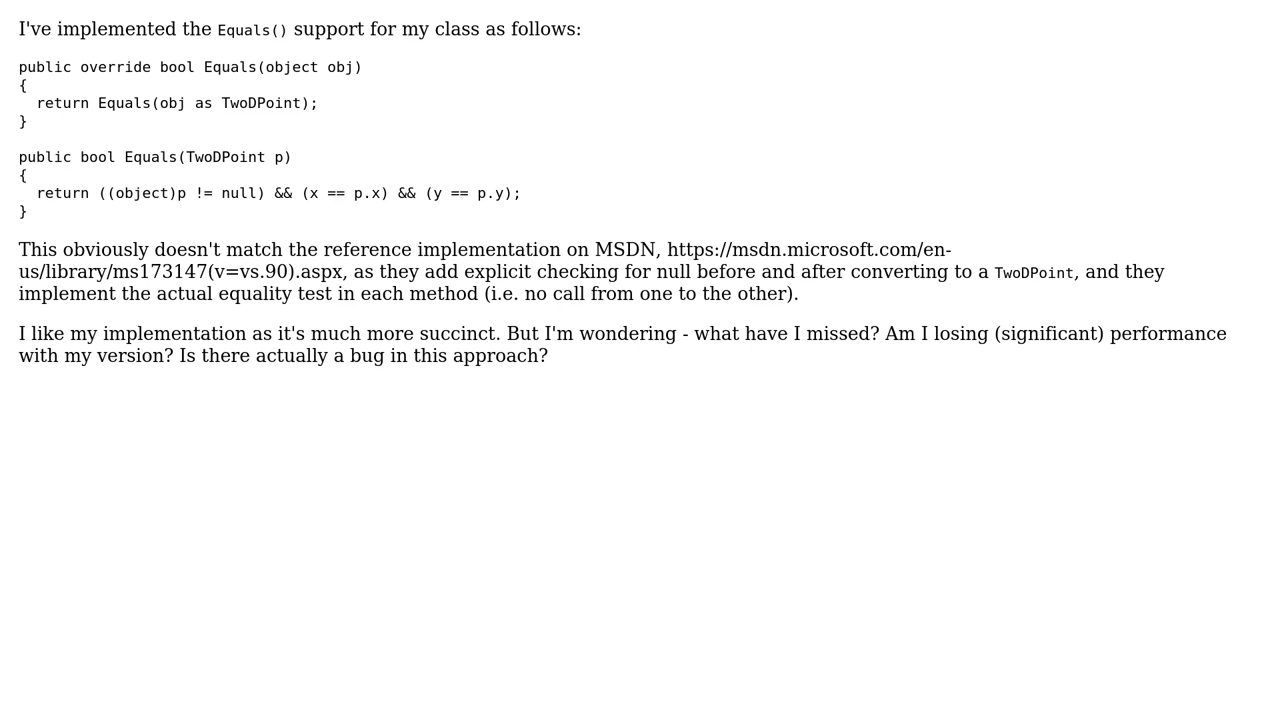 I've implemented the Equals() support for my class as follows:
public override bool Equals(object obj)
{
  return Equals(obj as TwoDPoint);
}
public bool Equals(TwoDPoint p)
{
  return ((object)p != null) && (x == p.x) && (y == p.y);
}
This obviously doesn't match the reference implementation on MSDN, https://msdn.microsoft.com/en-
us/library/ms173147(v=vs.90).aspx, as they add explicit checking for null before and after converting to a TwoDPoint, and they
implement the actual equality test in each method (i.e. no call from one to the other).
I like my implementation as it's much more succinct. But I'm wondering - what have I missed? Am I losing (significant) performance
with my version? Is there actually a bug in this approach?